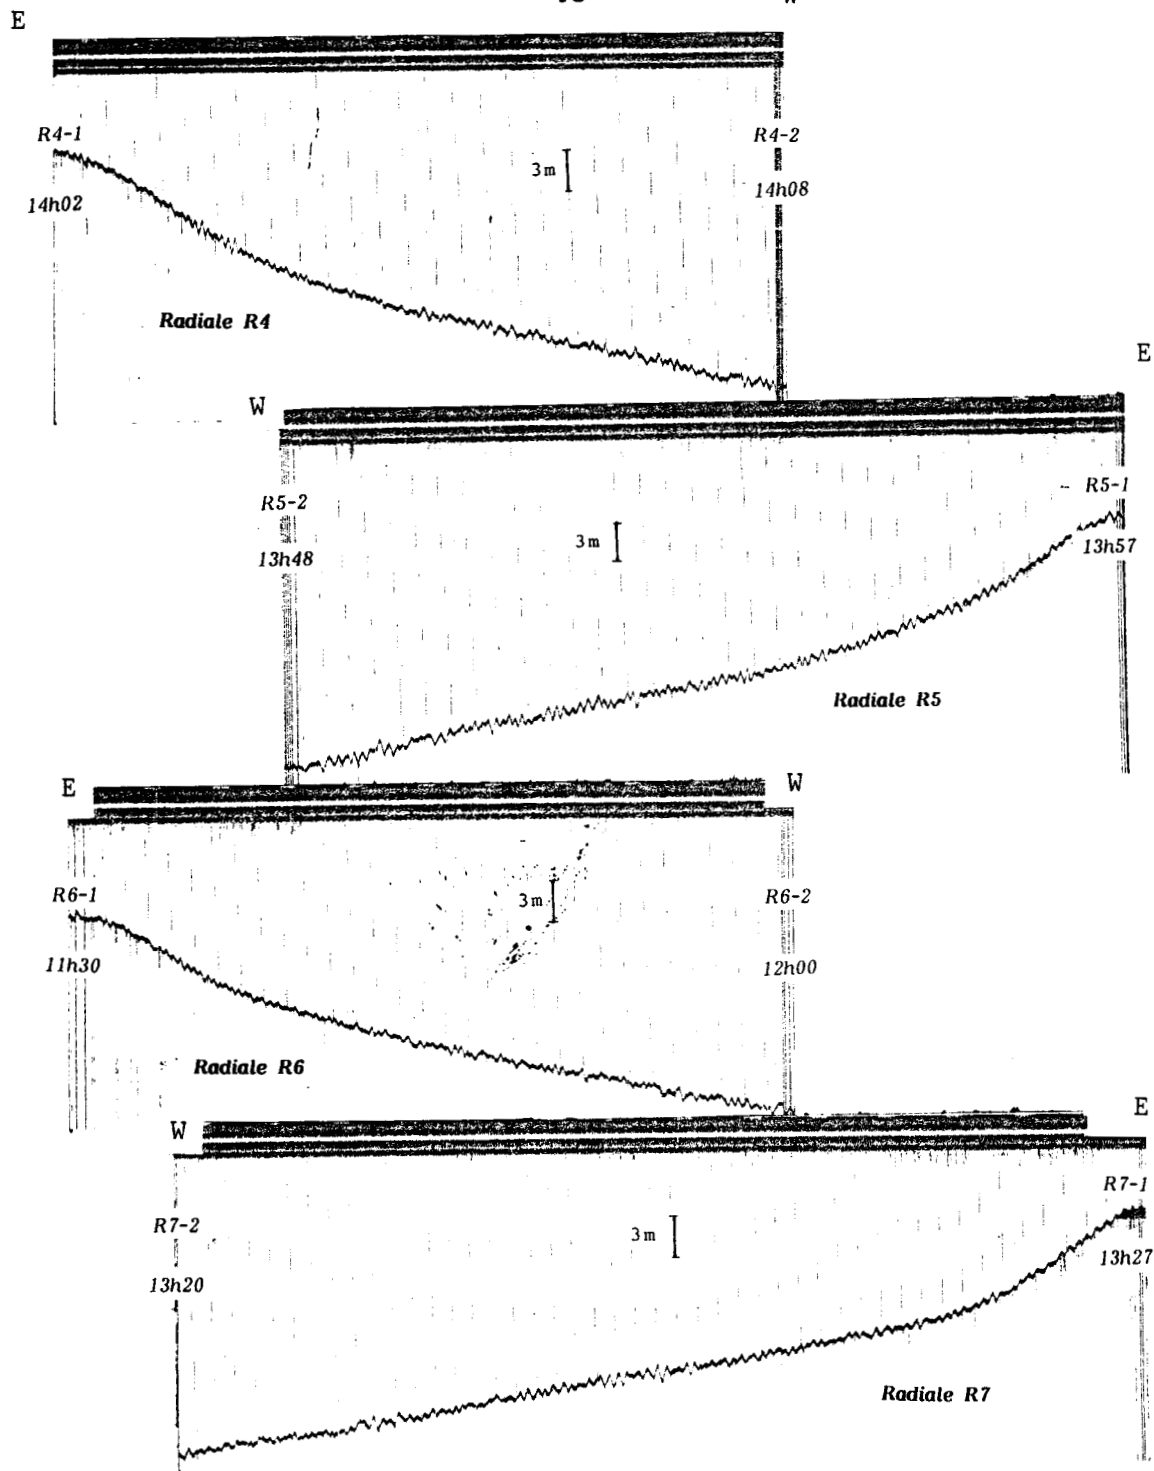 E
W
R4-1
R4-2
3m
14h02
14h08
Radiale R4
E
W
R5-2
R5-1
3m
13h48
13h57
Radiale R5
E
W
R6-1
3m
R6-2
11h30
12h00
Radiale R6
E
W
R7-1
R7-2
3m
13h27
13h20
Radiale R7